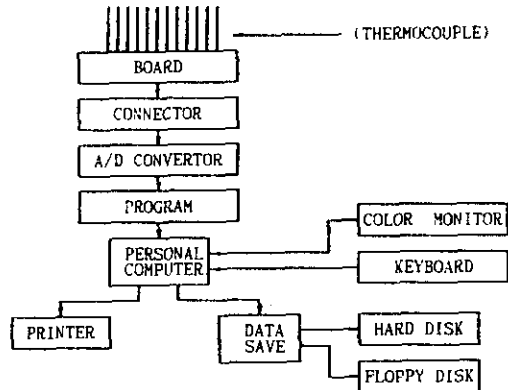 (THERMOCOUPLE)
BOARD
CONNECTOR
A/D CONVERTOR
PROGRAM
COLOR MONITOR
PERSONAL
COMPUTER
KEYBOARD
PRINTER
DATA
SAVE
HARD DISK
FLOPPY DISK